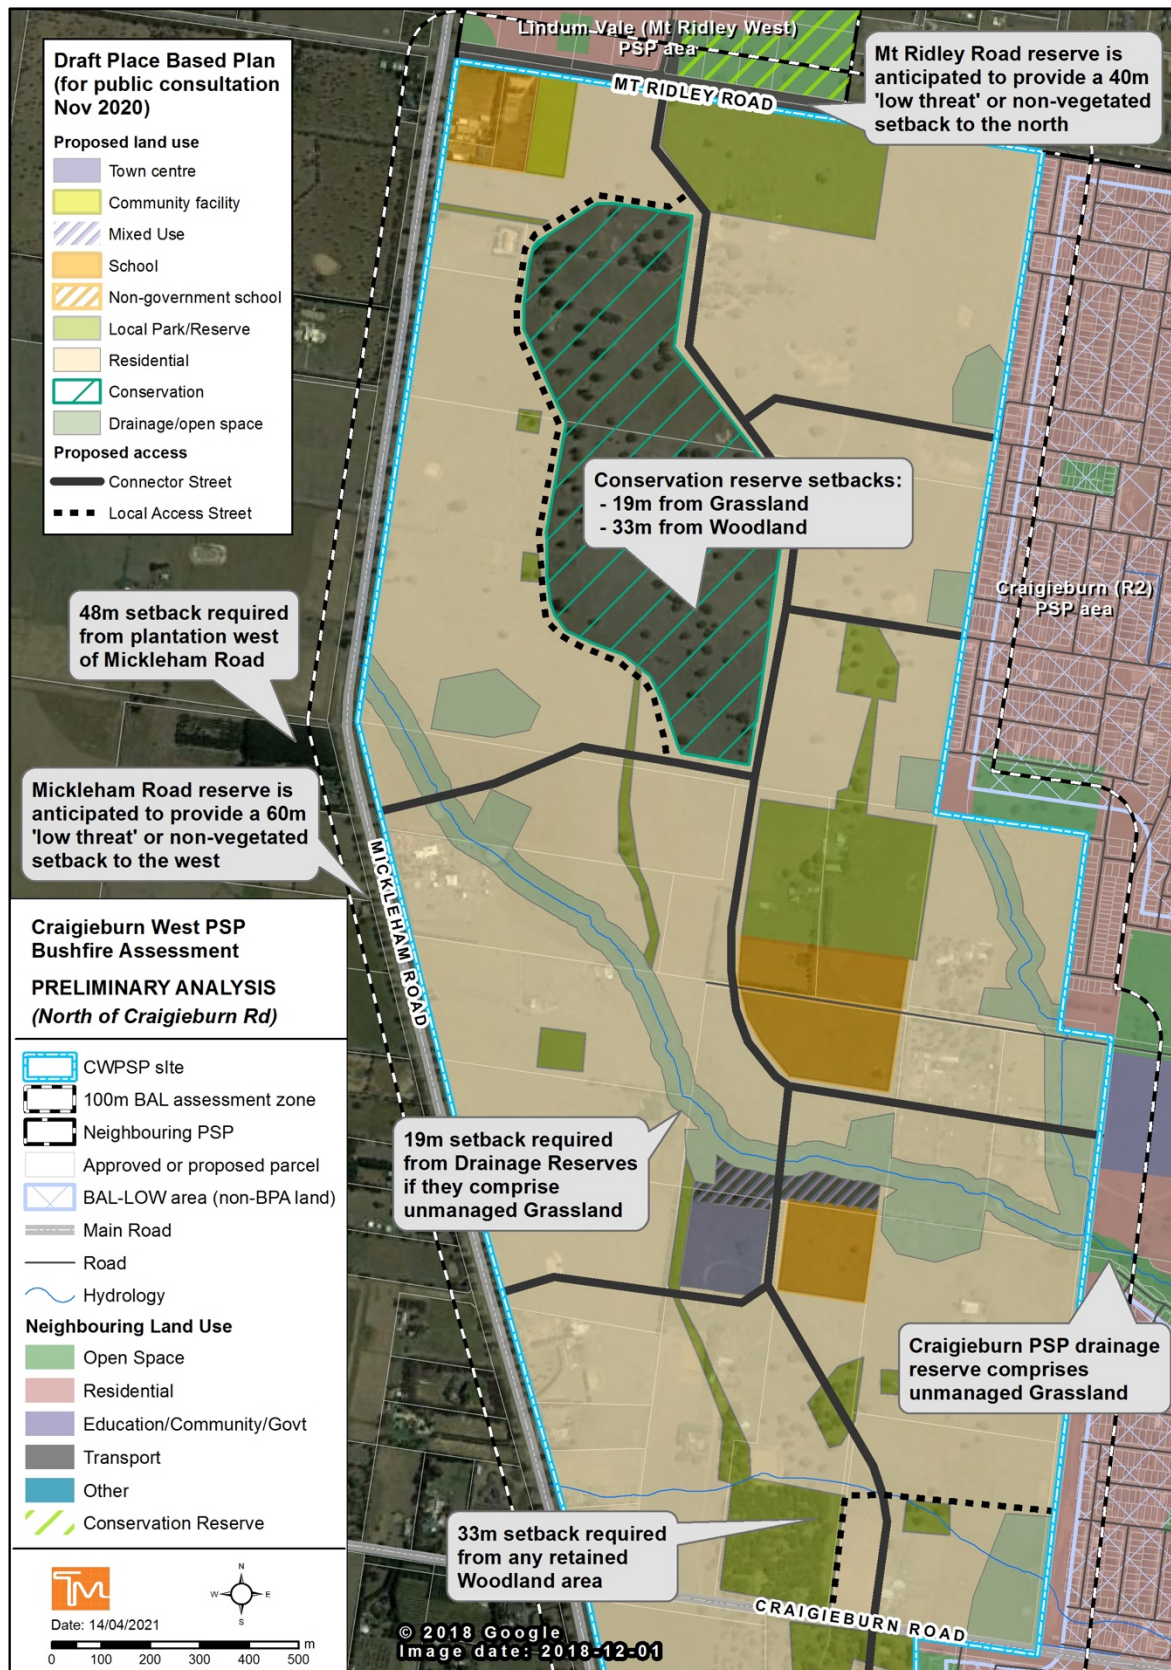 Lindum Vale (Mt Ridley West)
PSP aea
MT RIDLEY ROAD
Mt Ridley Road reserve is
anticipated to provide a 40m
'low threat' or non-vegetated
setback to the north
Draft Place Based Plan
(for public consultation
Nov 2020)
Proposed land use
Town centre
Community facility
Mixed Use
School
Non-government school
Local Park/Reserve
Residential
Conservation
Drainage/open space
Proposed access
Connector Street
Local Access Street
Conservation reserve setbacks:
- 19m from Grassland
- 33m from Woodland
Craigieburn (R2)
PSP aea
48m setback required
from plantation west
of Mickleham Road
Mickleham Road reserve is
anticipated to provide a 60m
'low threat' or non-vegetated
setback to the west
MICKLEHAM ROAD
Craigieburn West PSP
Bushfire Assessment
PRELIMINARY ANALYSIS
(North of Craigieburn Rd)
CWPSP site
100m BAL assessment zone
Neighbouring PSP
Approved or proposed parcel
BAL-LOW area (non-BPA land)
Main Road
Road
Hydrology
Neighbouring Land Use
Open Space
Residential
Education/Community/Govt
Transport
Other
Conservation Reserve
19m setback required
from Drainage Reserves
if they comprise
unmanaged Grassland
Craigieburn PSP drainage
reserve comprises
unmanaged Grassland
33m setback required
from any retained
Woodland area
CRAIGIEBURN ROAD
TM
N
W E
S
Date: 14/04/2021
m
0 100 200 300 400 500
© 2018 Google
Image date: 2018-12-01